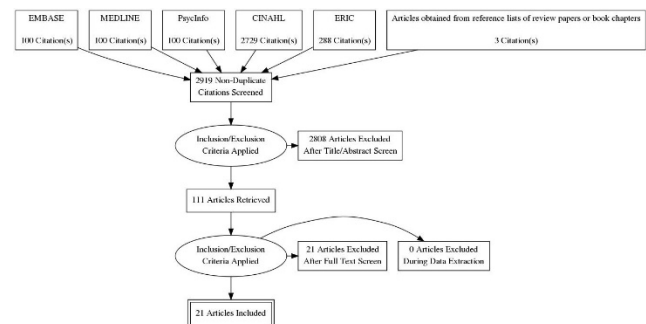 EMBASE
100 Citation(s)
MEDLINE
100 Citation(s)
PsycInfo
100 Citation(s)
CINAHL
2729 Citation(s)
ERIC
288 Citation(s)
Articles obtained from reference lists of review papers or book chapters
3 Citation(s)
2919 Non-Duplicate
Citations Screened
Inclusion/Exclusion
Criteria Applied
2808 Articles Excluded
After Title/Abstract Screen
111 Articles Retrieved
Inclusion/Exclusion
Criteria Applied
21 Articles Excluded
After Full Text Screen
0 Articles Excluded
During Data Extraction
21 Articles Included